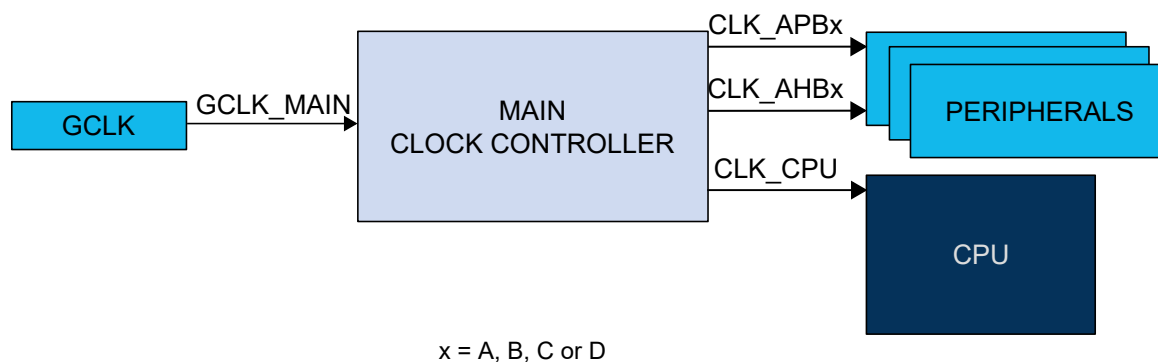 CLK_APBx
GCLK
GCLK_MAIN
MAIN
CLOCK CONTROLLER
CLK_AHBx
PERIPHERALS
CLK_CPU
CPU
x = A, B, C or D